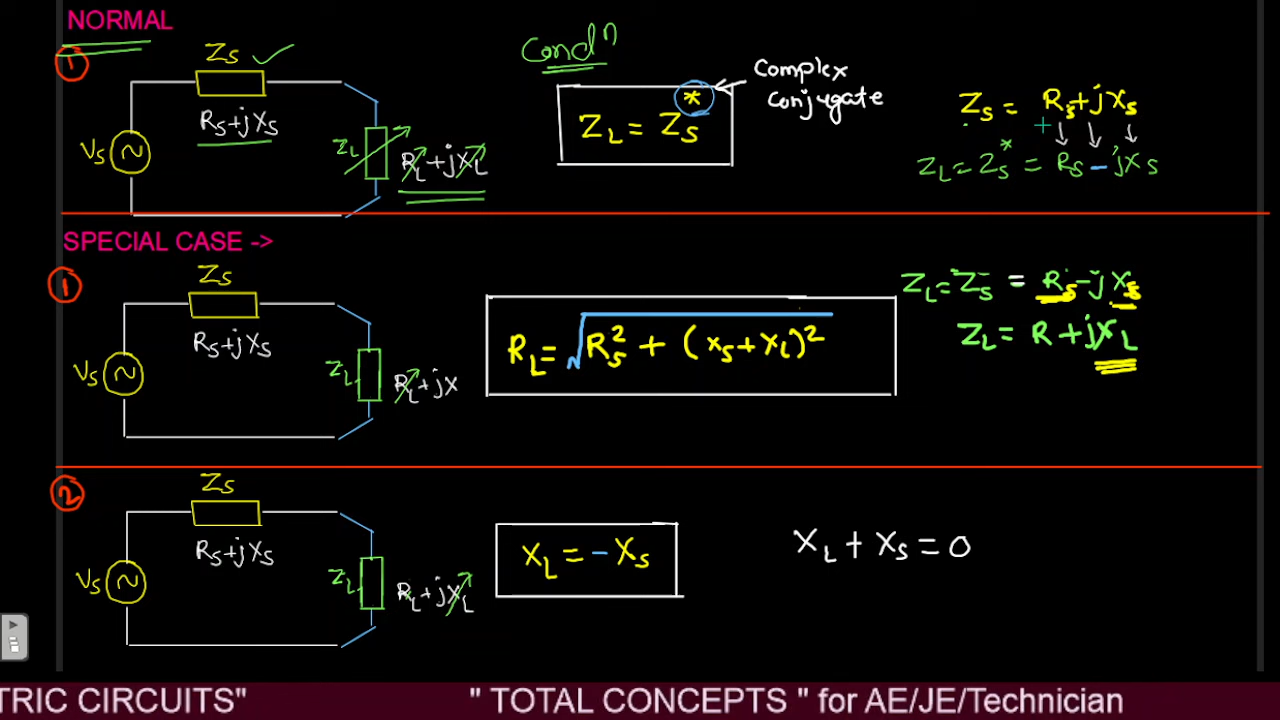 NORMAL
1
Zs ✓
Rs+jXs
Vs
ZL
RL+jXL
Condn
Complex
Conjugate
ZL = Zs*
Zs = Rs+jXs
ZL = Zs* = Rs-jXs
SPECIAL CASE ->
1
Zs
Rs+jXs
Vs
ZL
RL+jX
RL = √Rs² + (Xs+XL)²
ZL = Zs = Rs-jXs
ZL = R+jXL
2
Zs
Rs+jXs
Vs
ZL
RL+jXL
XL = -Xs
XL + Xs = 0
TRIC CIRCUITS" " TOTAL CONCEPTS " for AE/JE/Technician